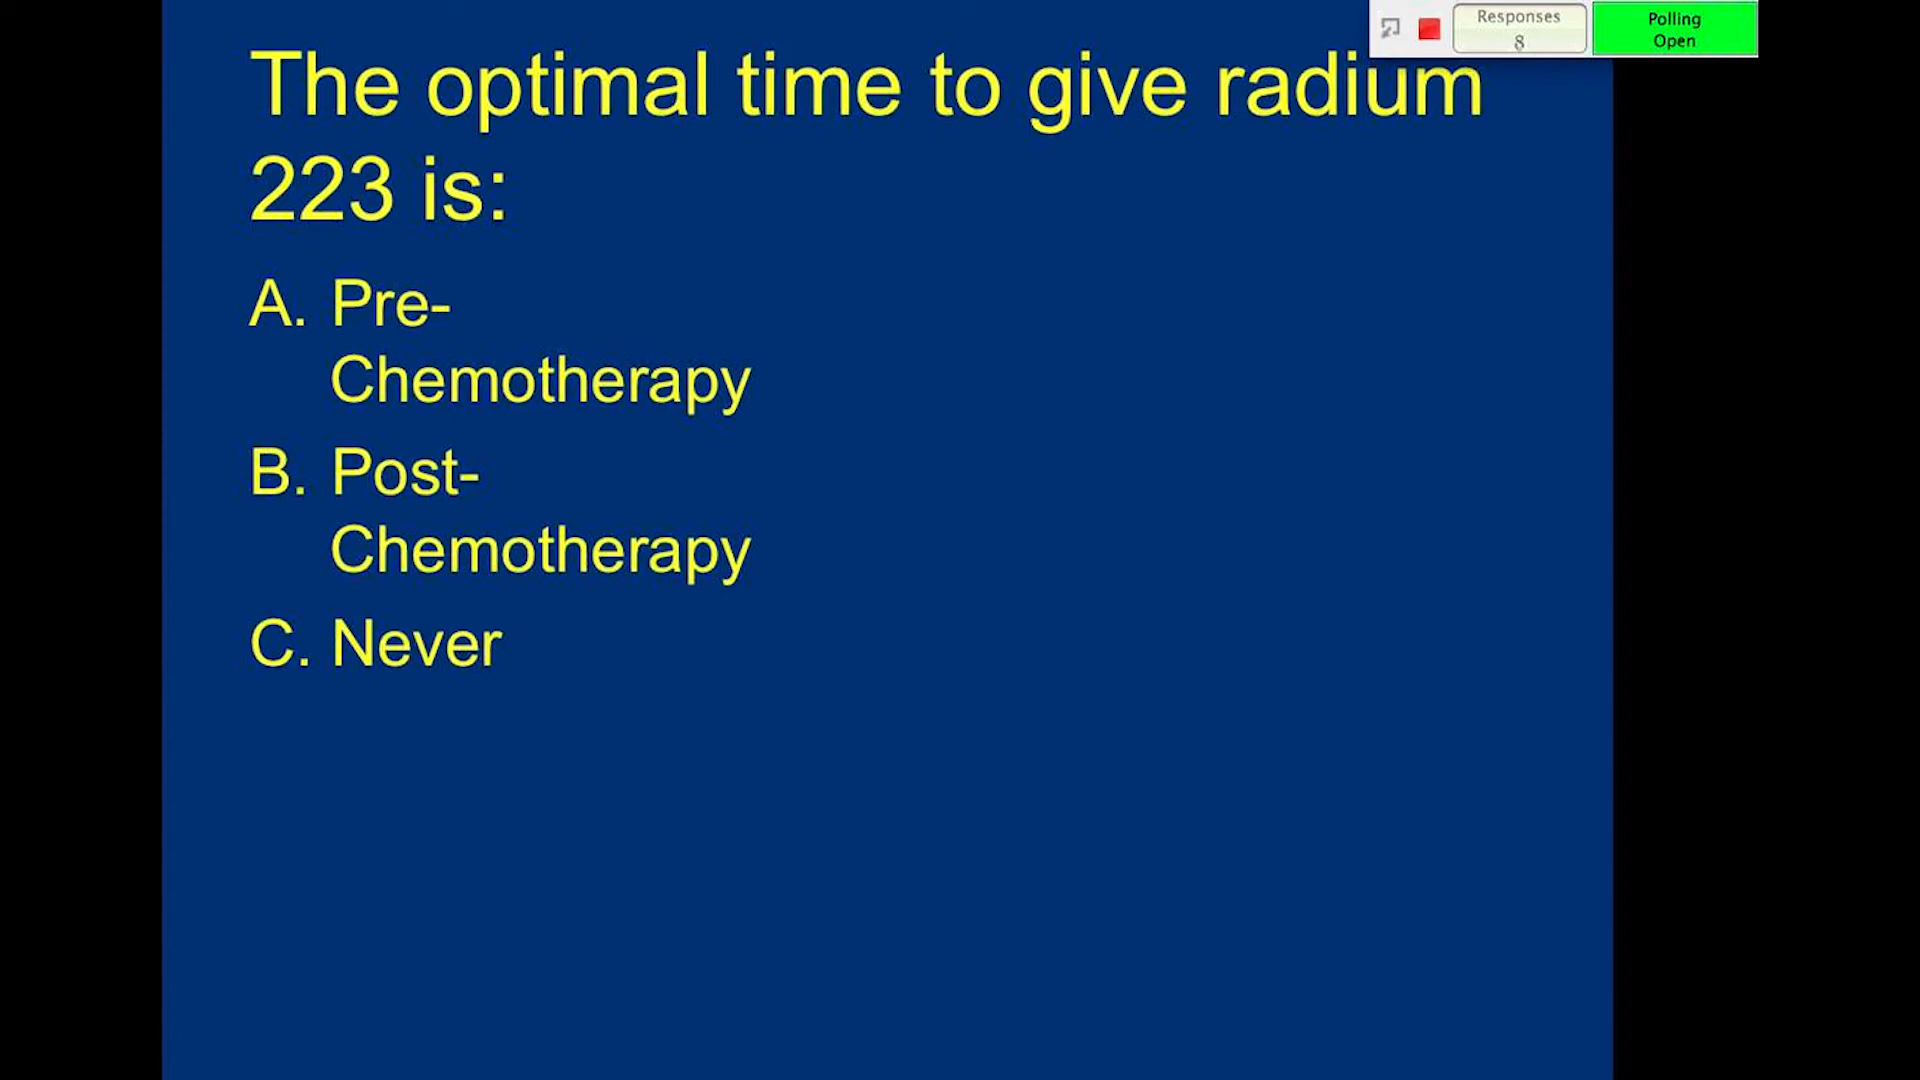 Responses
8
Polling
Open
The optimal time to give radium
223 is:
A. Pre-
Chemotherapy
B. Post-
Chemotherapy
C. Never